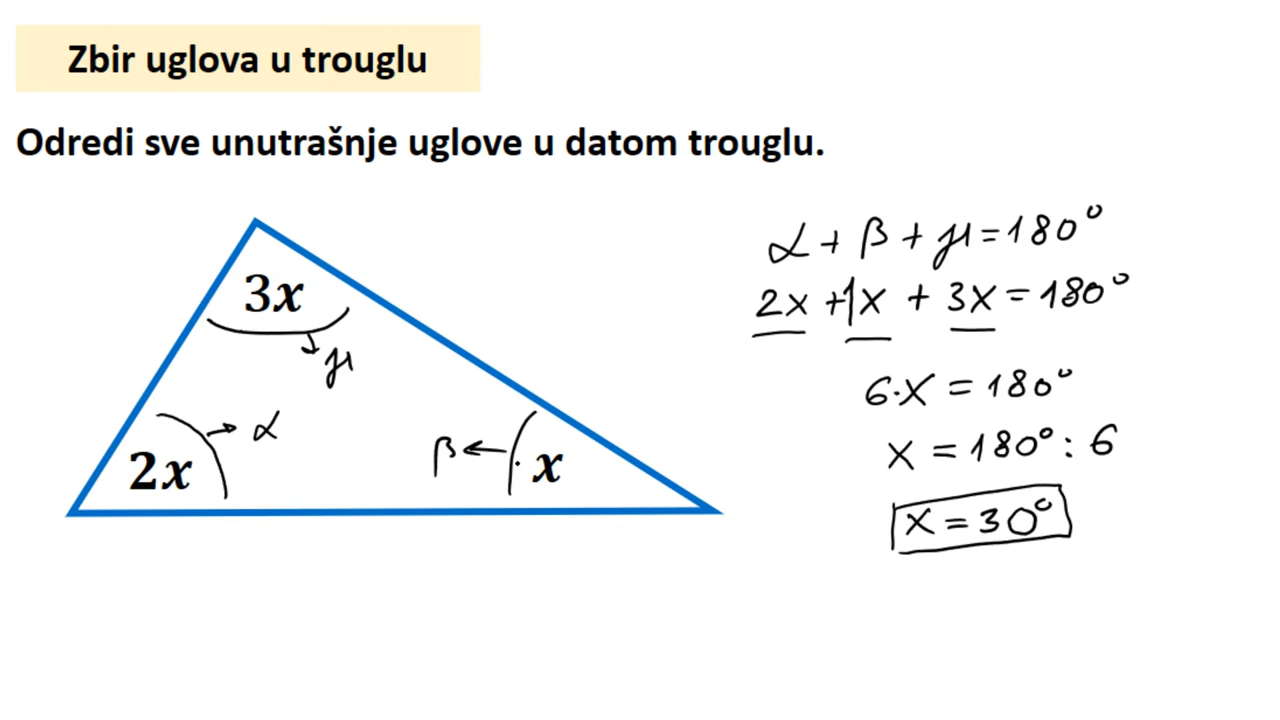 Zbir uglova u trouglu
Odredi sve unutrašnje uglove u datom trouglu.
3x
γ
2x
α
β
x
α + β + γ = 180°
2x + 1x + 3x = 180°
6·x = 180°
x = 180° : 6
x = 30°